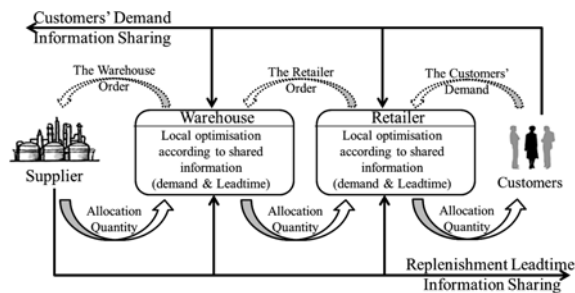 Customers' Demand
Information Sharing
The Warehouse
Order
The Retailer
Order
The Customers'
Demand
Warehouse
Local optimisation
according to shared
information
(demand & Leadtime)
Retailer
Local optimisation
according to shared
information
(demand & Leadtime)
Supplier
Customers
Allocation
Quantity
Allocation
Quantity
Allocation
Quantity
Replenishment Leadtime
Information Sharing